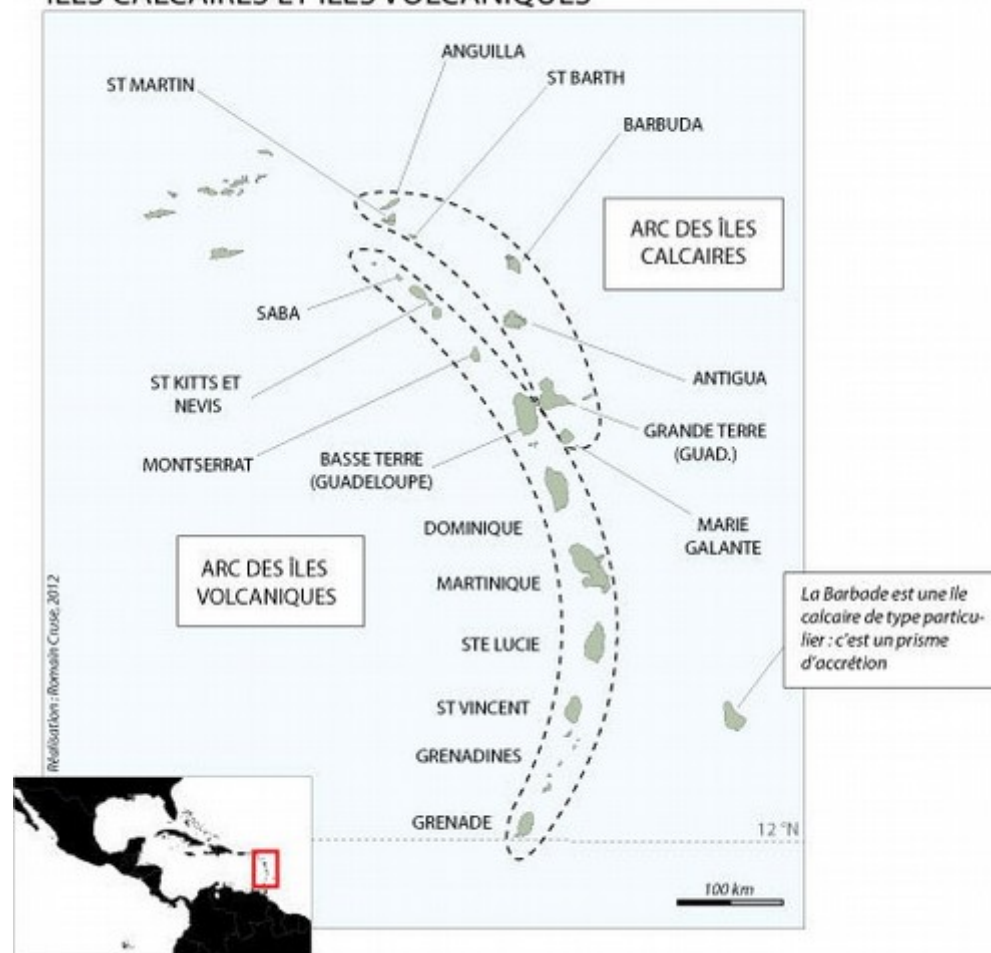 ÎLES CALCAIRES ET ÎLES VOLCANIQUES
ANGUILLA
ST MARTIN
ST BARTH
BARBUDA
ARC DES ÎLES
CALCAIRES
SABA
ANTIGUA
ST KITTS ET
NEVIS
GRANDE TERRE
(GUAD.)
MONTSERRAT
BASSE TERRE
(GUADELOUPE)
DOMINIQUE
MARIE
GALANTE
ARC DES ÎLES
VOLCANIQUES
MARTINIQUE
La Barbade est une île
calcaire de type particu-
lier : c'est un prisme
d'accrétion
STE LUCIE
ST VINCENT
GRENADINES
GRENADE
12 °N
100 km
Réalisation : Romain Cruse, 2012